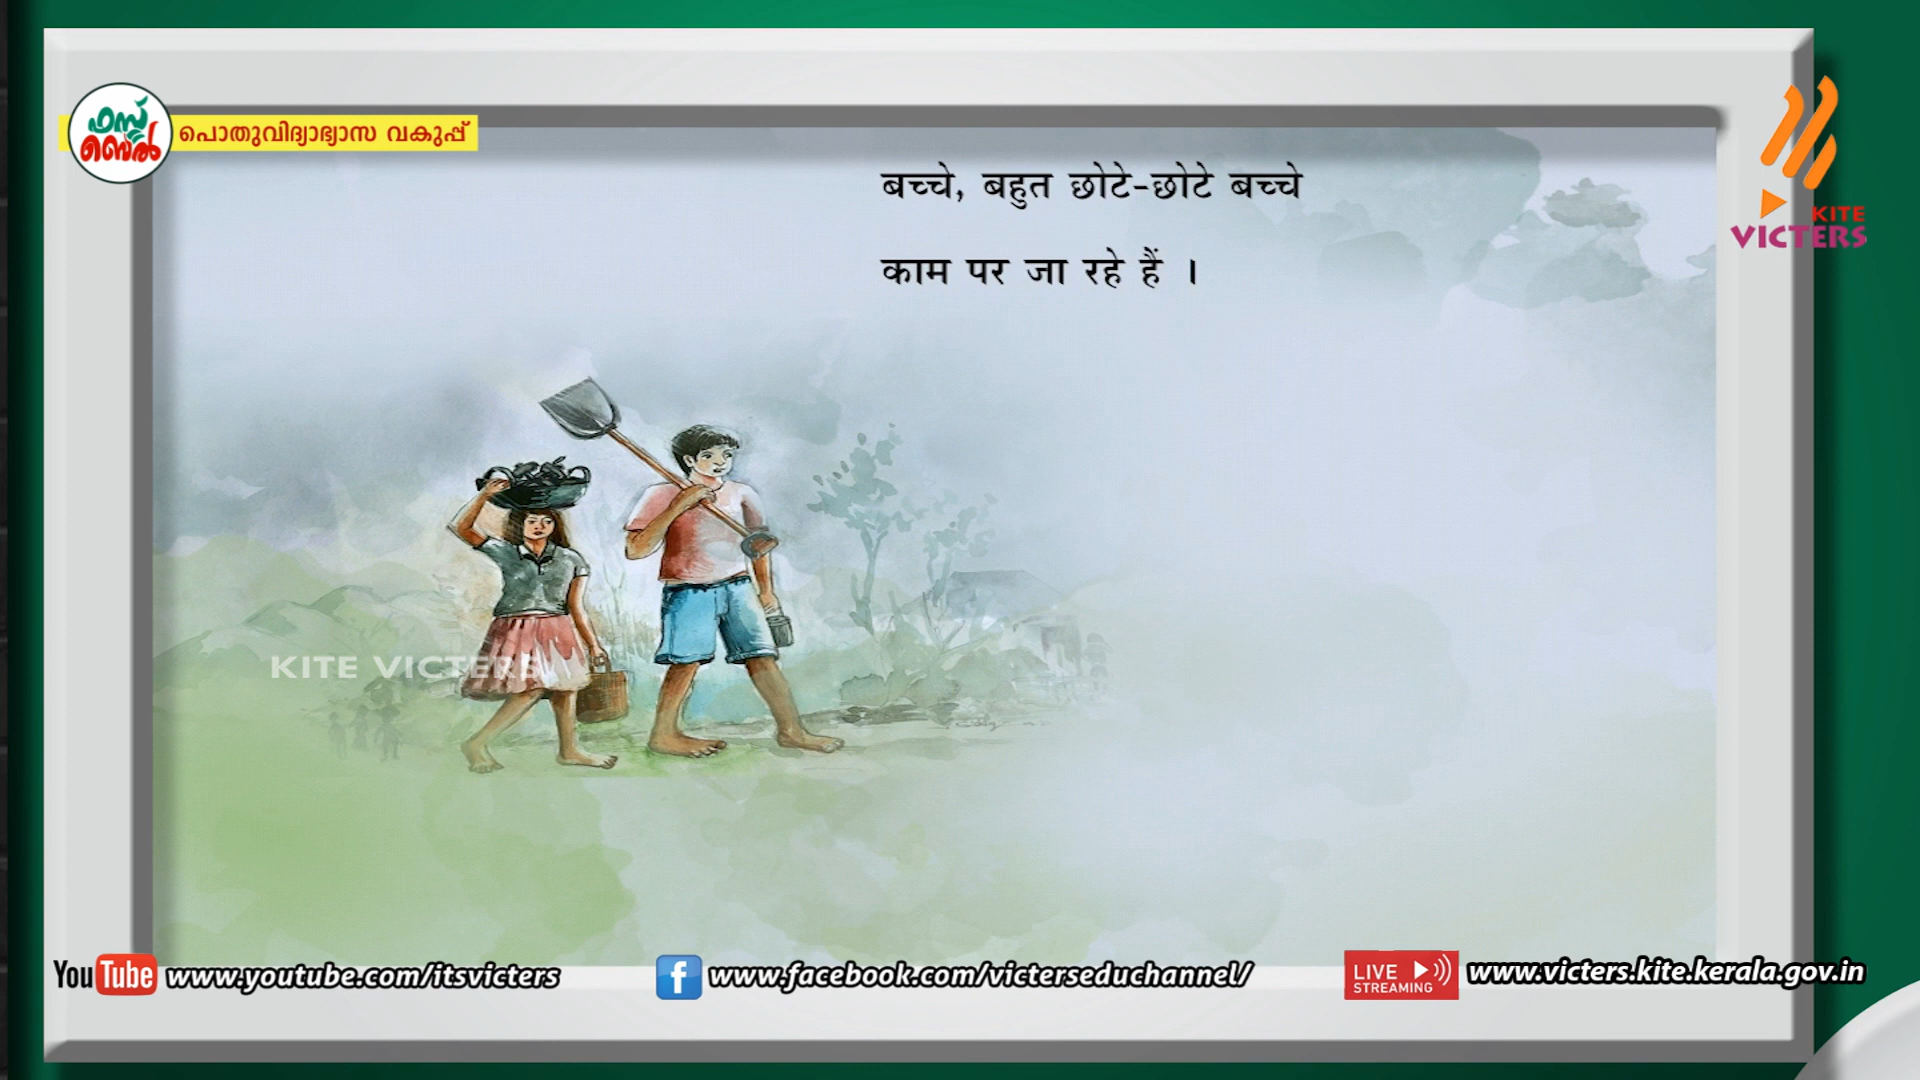 ഫസ്റ്റ്
ബെൽ
പൊതുവിദ്യാഭ്യാസ വകുപ്പ്
KITE
VICTERS
बच्चे, बहुत छोटे-छोटे बच्चे
काम पर जा रहे हैं ।
KITE VICTERS
YouTube www.youtube.com/itsvicters
f www.facebook.com/victerseduchannel/
LIVE
STREAMING
www.victers.kite.kerala.gov.in